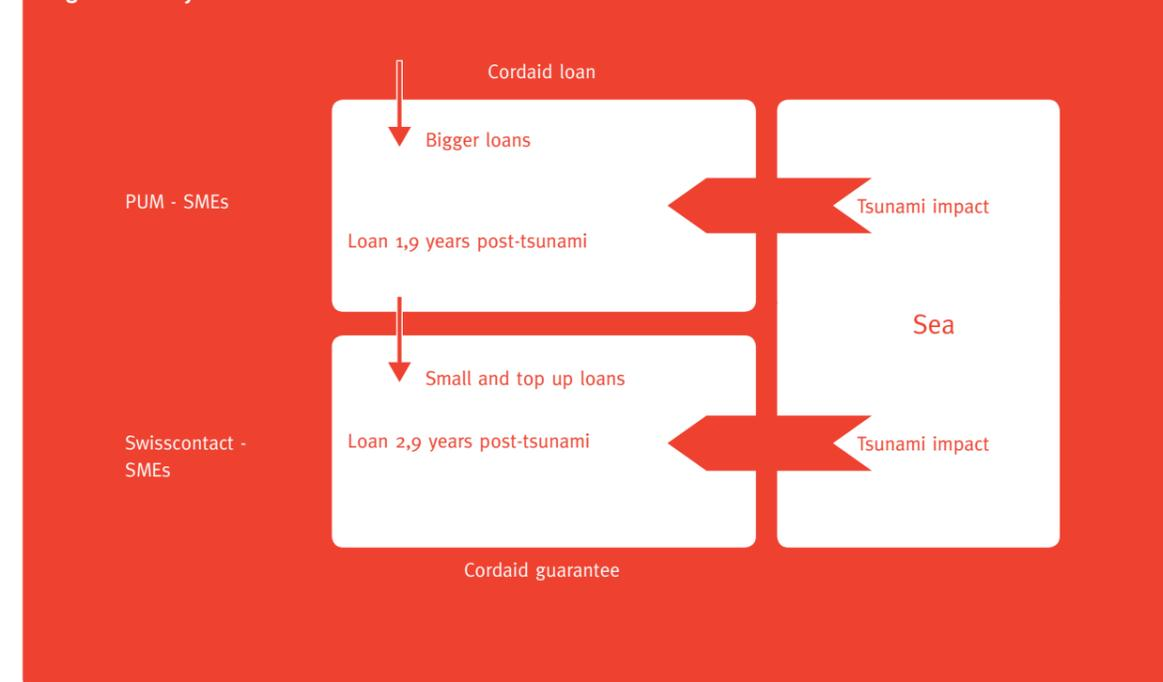 Cordaid loan
Bigger loans
PUM - SMEs
Tsunami impact
Loan 1,9 years post-tsunami
Sea
Small and top up loans
Swisscontact -
SMEs
Loan 2,9 years post-tsunami
Tsunami impact
Cordaid guarantee